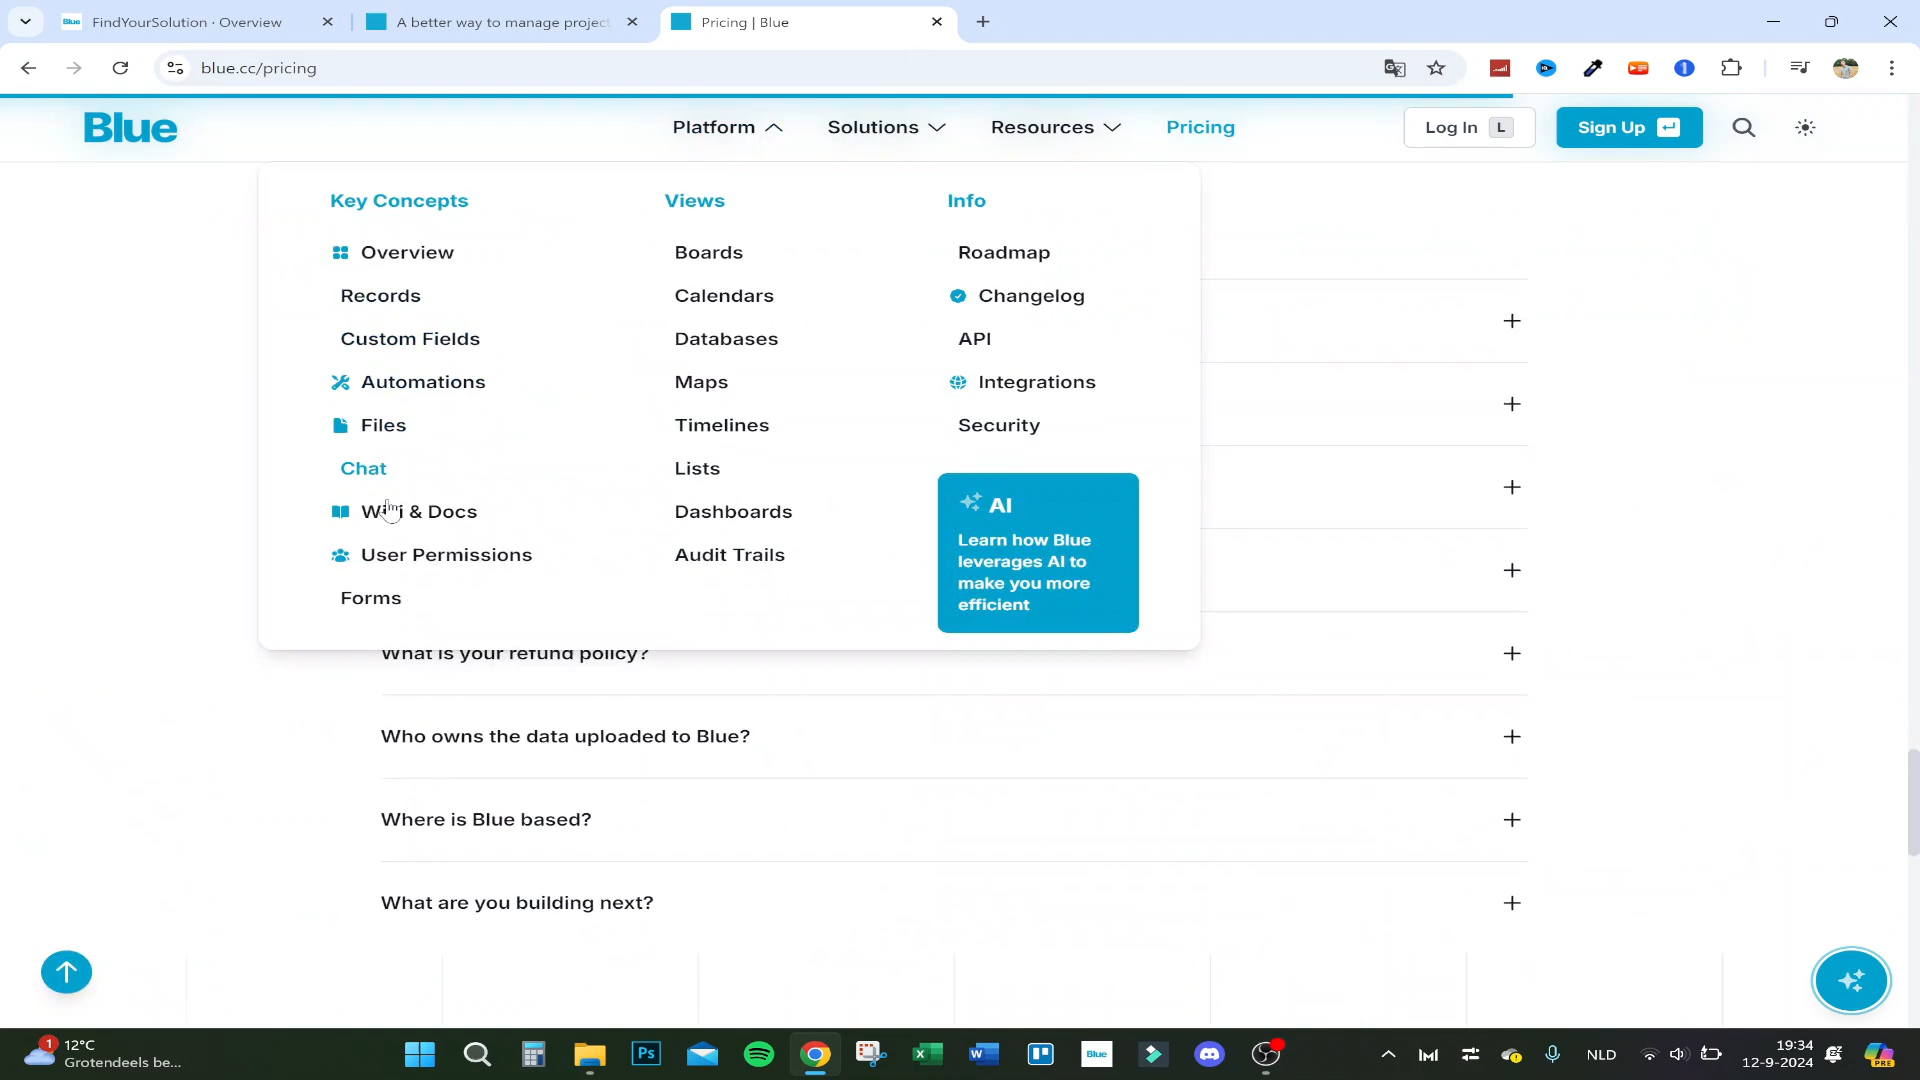 FindYourSolution · Overview
A better way to manage project
Pricing | Blue
blue.cc/pricing
Blue
Platform
Solutions
Resources
Pricing
Log In L
Sign Up
Key Concepts
Overview
Records
Custom Fields
Automations
Files
Chat
Wiki & Docs
User Permissions
Forms
Views
Boards
Calendars
Databases
Maps
Timelines
Lists
Dashboards
Audit Trails
Info
Roadmap
Changelog
API
Integrations
Security
AI
Learn how Blue
leverages AI to
make you more
efficient
What is your refund policy?
Who owns the data uploaded to Blue?
Where is Blue based?
What are you building next?
1
12°C
Grotendeels be...
Ps
Blue
NLD
19:34
12-9-2024
PRE